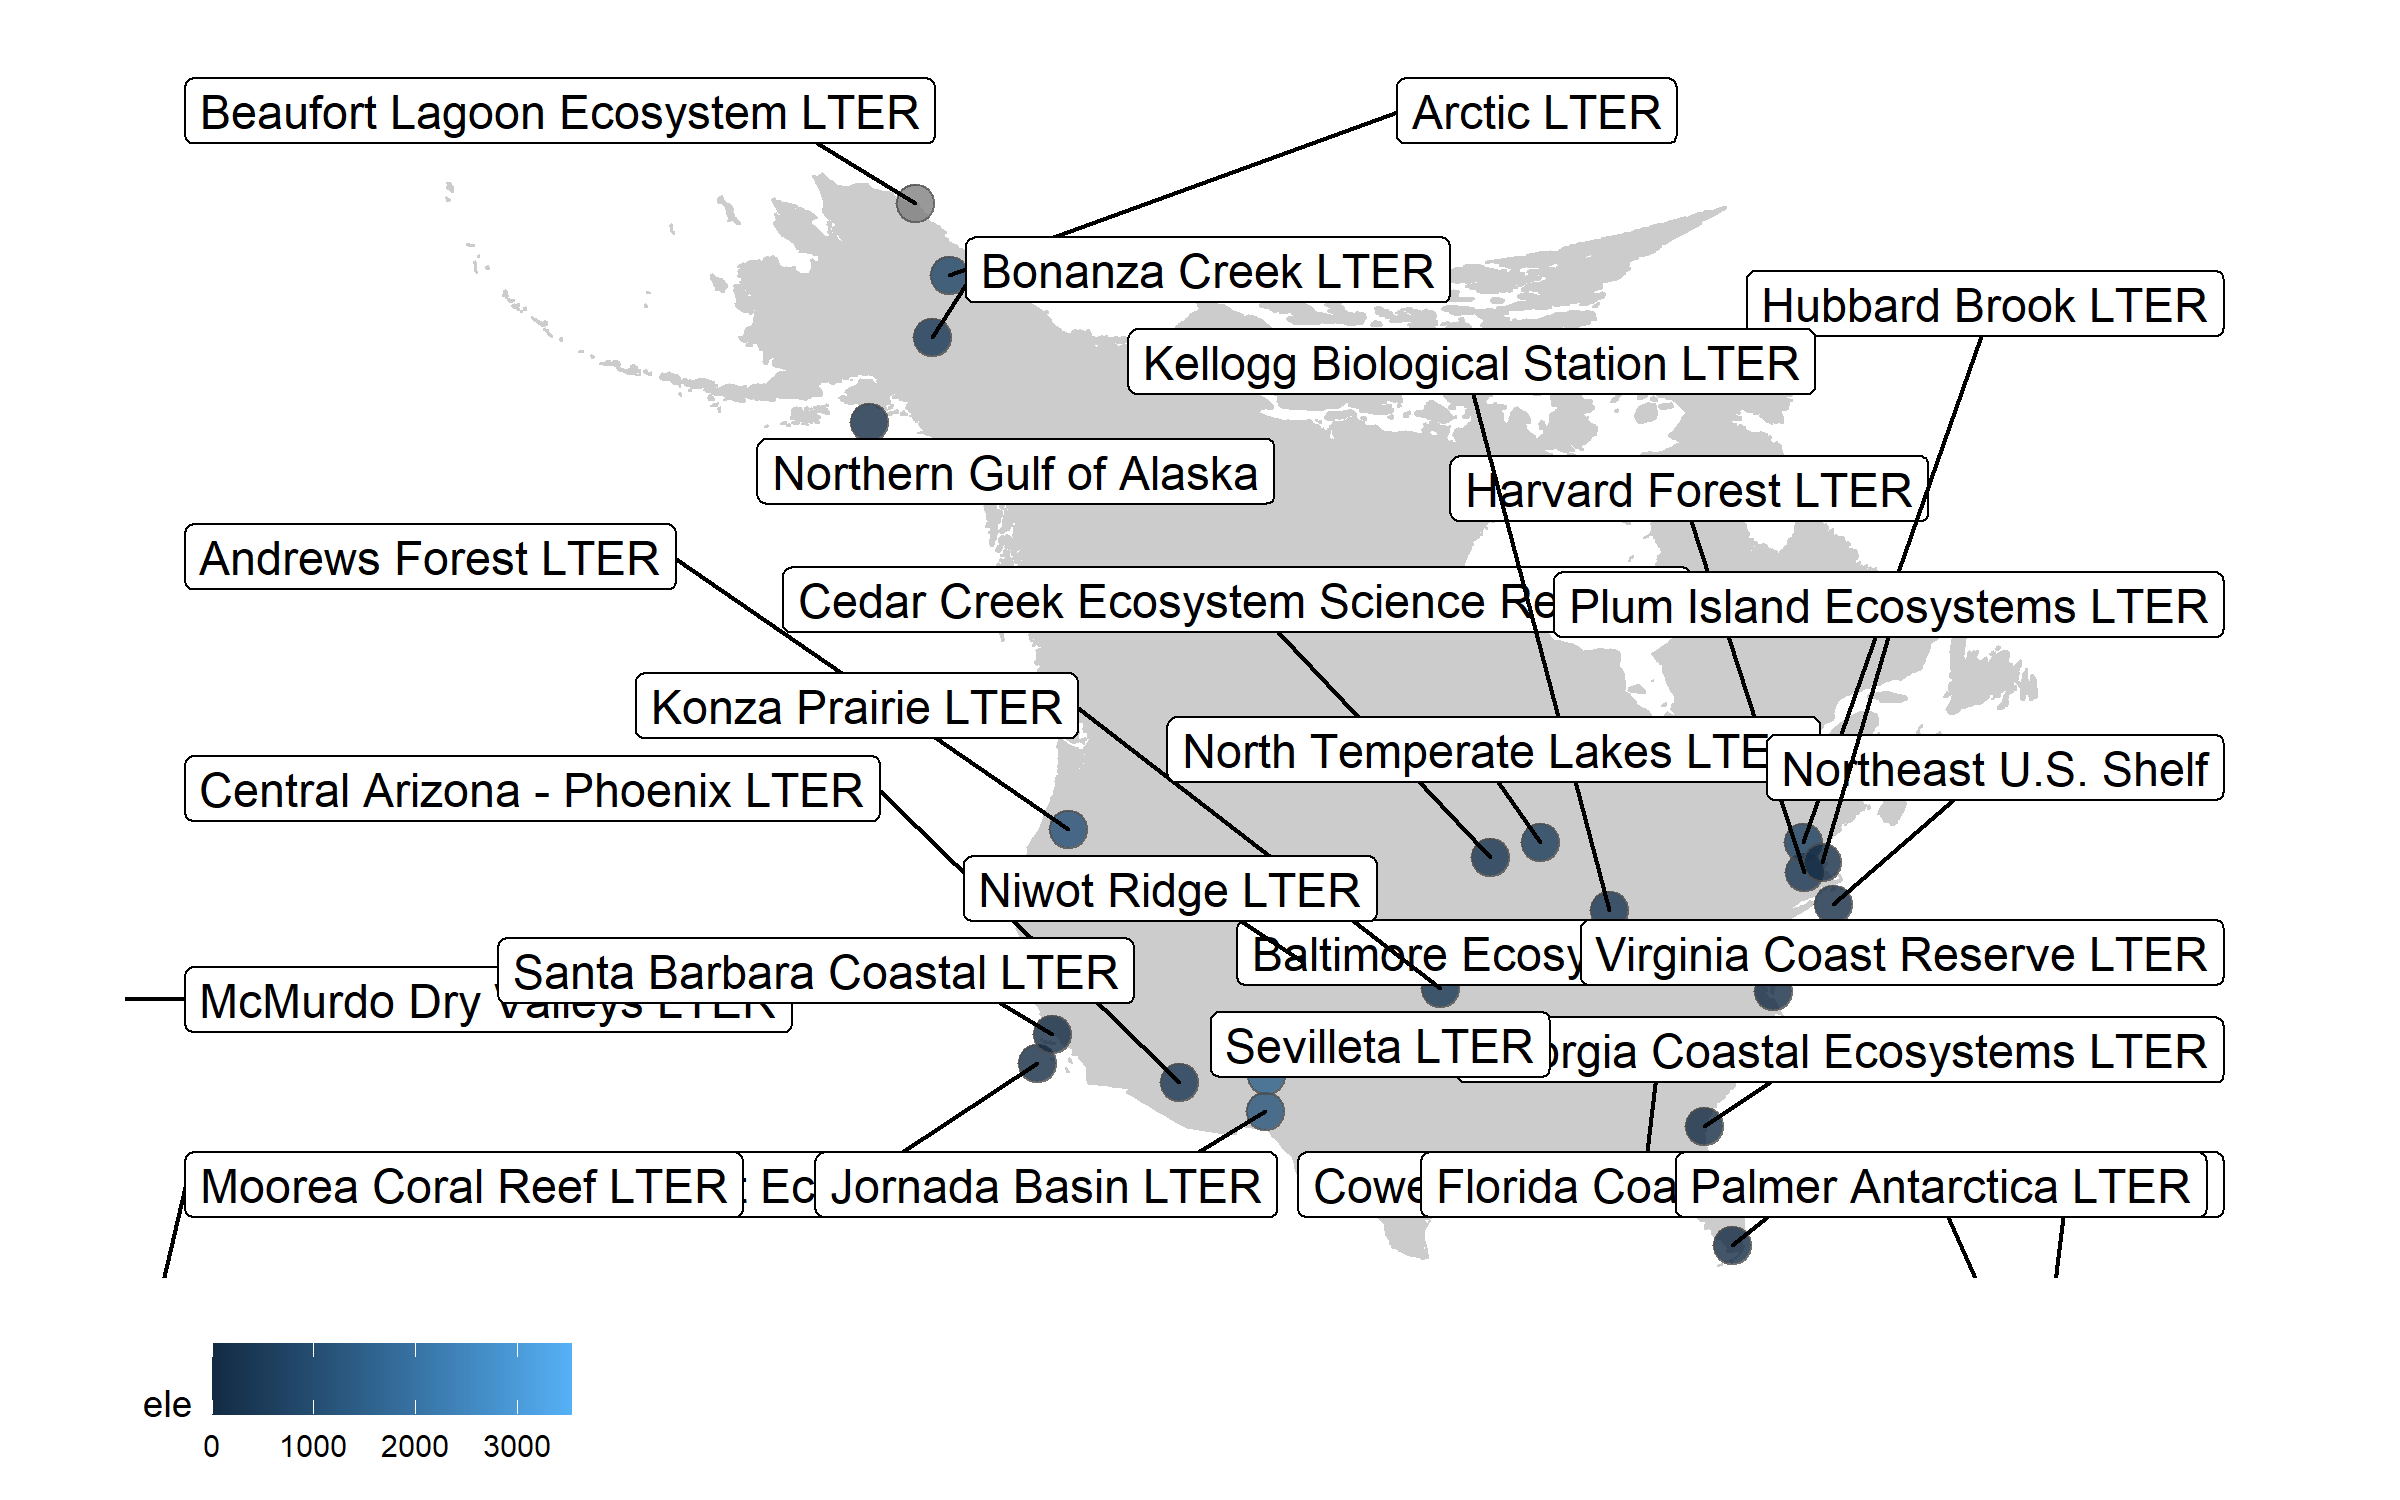 Beaufort Lagoon Ecosystem LTER
Arctic LTER
Bonanza Creek LTER
Hubbard Brook LTER
Kellogg Biological Station LTER
Northern Gulf of Alaska
Harvard Forest LTER
Andrews Forest LTER
Cedar Creek Ecosystem Science Re
Plum Island Ecosystems LTER
Konza Prairie LTER
North Temperate Lakes LTE
Northeast U.S. Shelf
Central Arizona - Phoenix LTER
Niwot Ridge LTER
Baltimore Ecosy
Virginia Coast Reserve LTER
Santa Barbara Coastal LTER
McMurdo Dry Valleys LTER
Sevilleta LTER
orgia Coastal Ecosystems LTER
Moorea Coral Reef LTER
Ec
Jornada Basin LTER
Cowe
Florida Coa
Palmer Antarctica LTER
ele
0 1000 2000 3000